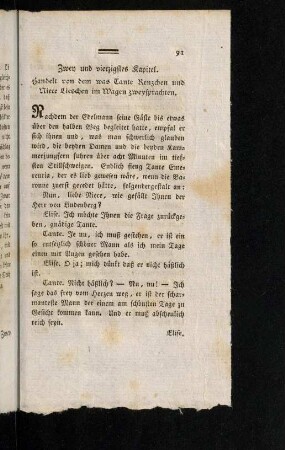 91
Zwey und vierzigstes Kapitel.
Handelt von dem was Tante Renzchen und
Niece Lieschen im Wagen zweysprachten.
Nachdem der Edelmann seine Gäste bis etwas
über den halben Weg begleitet hatte, empfal er
sich ihnen und, was man schwerlich glauben
wird, die beyden Damen und die beyden Kam-
merjungfern fuhren über acht Minuten im tief-
sten Stillschweigen. Endlich fieng Tante Eme-
rentia, der es lieb gewesen wäre, wenn die Ba-
ronne zuerst geredet hätte, folgendergestalt an:
Nun, liebe Niece, wie gefällt Ihnen der
Herr von Lindenberg?
Elise. Ich möchte Ihnen die Frage zurückge-
ben, gnädige Tante.
Tante. Je nu, ich muß gestehen, er ist ein
so entsetzlich schöner Mann als ich mein Tage
einen mit Augen gesehen habe.
Elise. O ja; mich dünkt daß er nicht häßlich
ist.
Tante. Nicht häßlich? — Nu, nu! — Ich
sage das frey vom Herzen weg, er ist der schar-
manteste Mann der einem am schönsten Tage zu
Gesicht kommen kann. Und er muß abscheulich
reich seyn.
Elise.